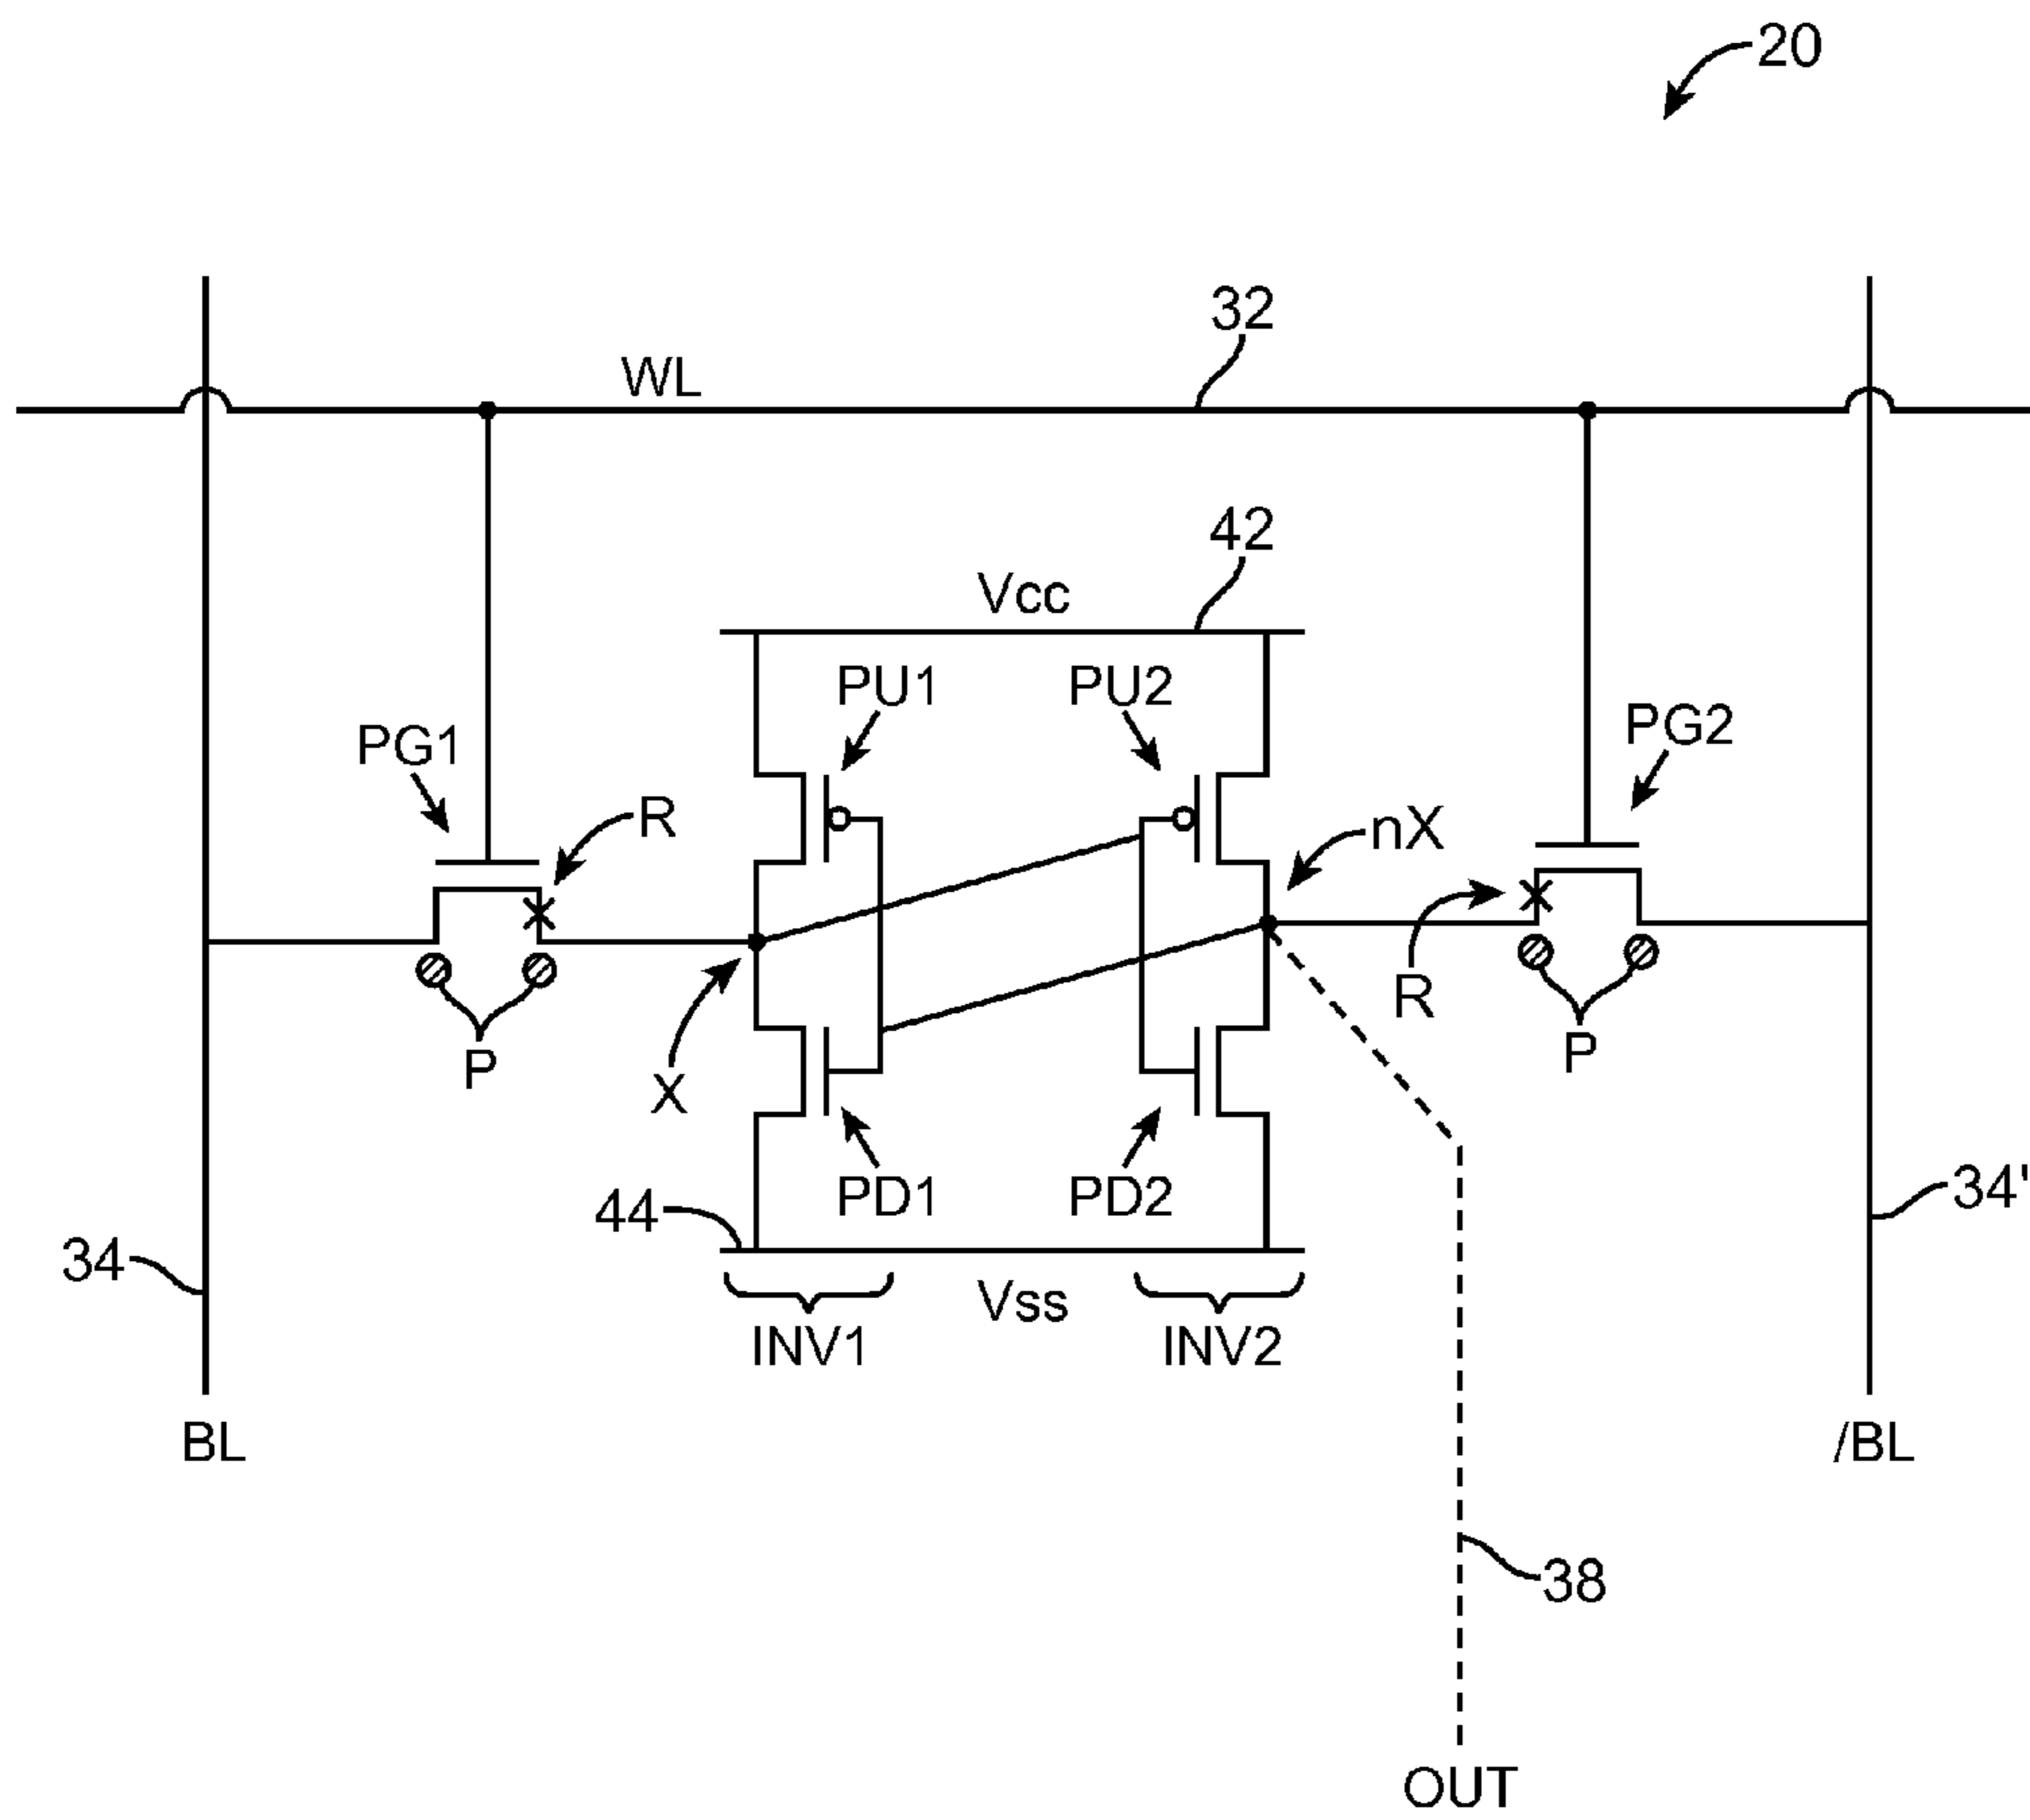 20
32
WL
42
Vcc
PU1 PU2
PG1 PG2
R nX
R
P P
X
PD1 PD2
44 34'
34
Vss
INV1 INV2
BL /BL
38
OUT